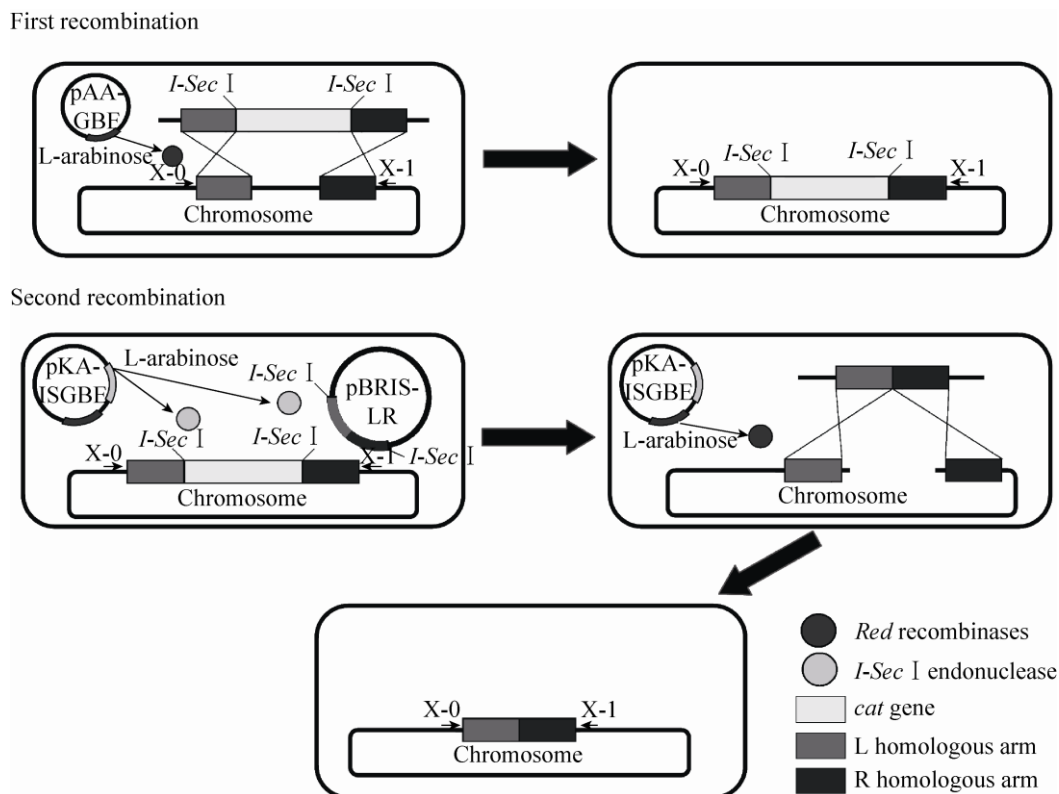 First recombination
pAA-
GBE
L-arabinose
I-Sec Ⅰ
I-Sec Ⅰ
X-0
X-1
Chromosome
I-Sec Ⅰ
I-Sec Ⅰ
X-0
X-1
Chromosome
Second recombination
pKA-
ISGBE
L-arabinose
I-Sec Ⅰ
pBRIS-
LR
I-Sec Ⅰ
I-Sec Ⅰ
I-Sec Ⅰ
X-0
X-1
Chromosome
pKA-
ISGBE
L-arabinose
Chromosome
X-0
X-1
Chromosome
Red recombinases
I-Sec Ⅰ endonuclease
cat gene
L homologous arm
R homologous arm